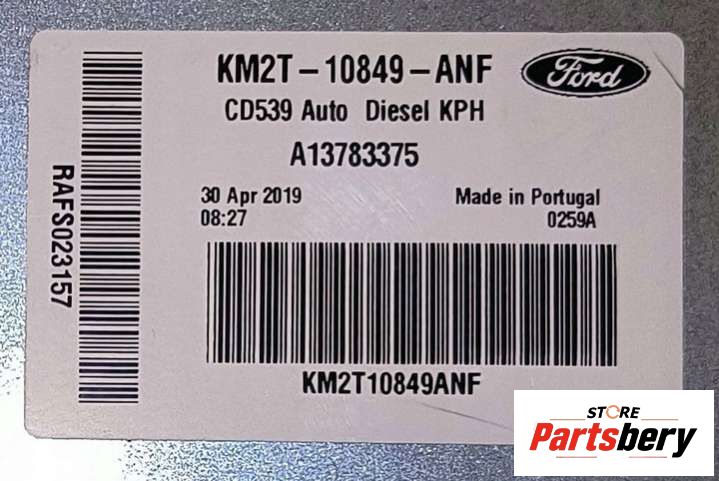 KM2T-10849-ANF
Ford
CD539 Auto Diesel KPH
A13783375
30 Apr 2019
Made in Portugal
08:27
0259A
RAFS023157
KM2T10849ANF
STORE
Partsbery